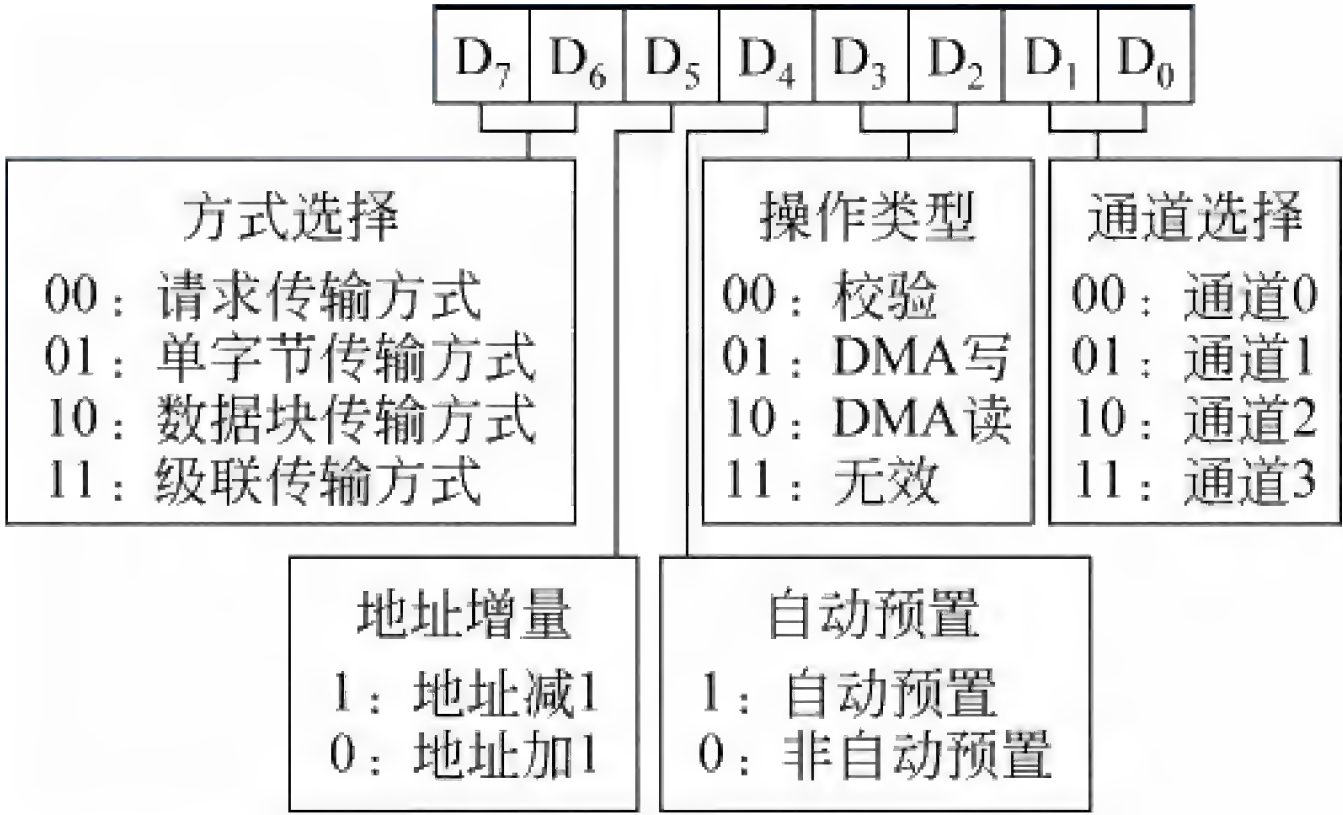 D7 D6 D5 D4 D3 D2 D1 D0
方式选择
00：请求传输方式
01：单字节传输方式
10：数据块传输方式
11：级联传输方式
操作类型
00：校验
01：DMA写
10：DMA读
11：无效
通道选择
00：通道0
01：通道1
10：通道2
11：通道3
地址增量
1：地址减1
0：地址加1
自动预置
1：自动预置
0：非自动预置